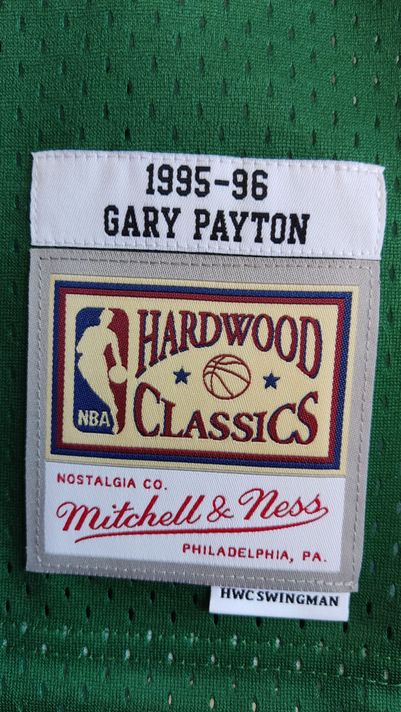 1995-96
GARY PAYTON
HARDWOOD
NBA
CLASSICS
NOSTALGIA CO.
Mitchell & Ness
PHILADELPHIA, PA.
HWC SWINGMAN